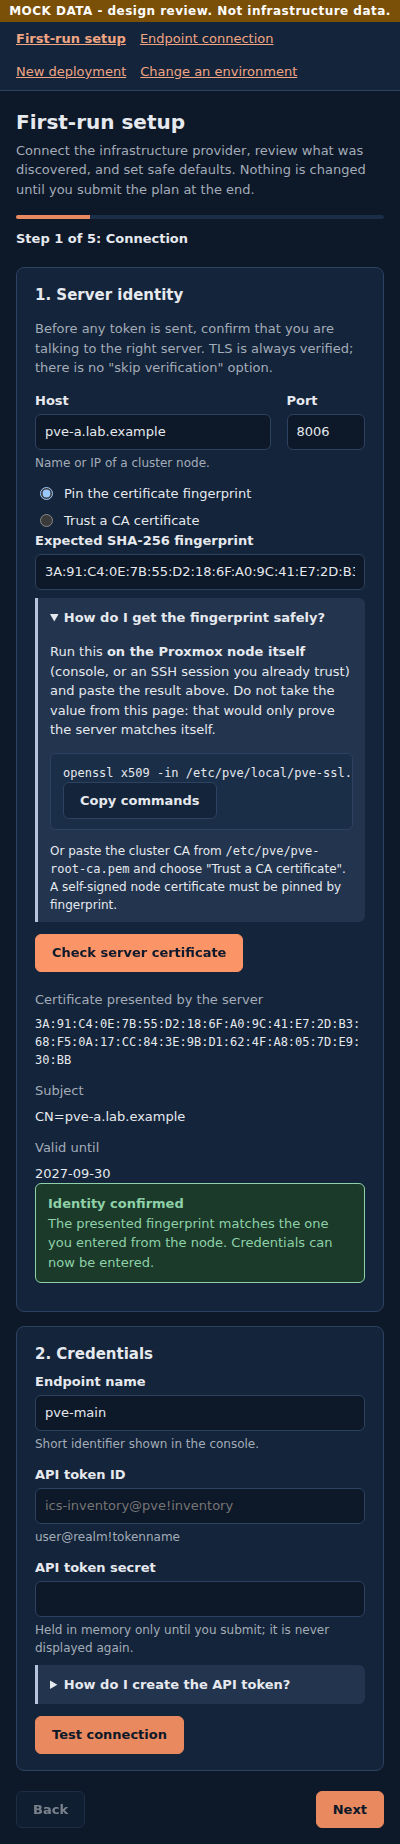 MOCK DATA - design review. Not infrastructure data.
First-run setup Endpoint connection
New deployment Change an environment
First-run setup
Connect the infrastructure provider, review what was
discovered, and set safe defaults. Nothing is changed
until you submit the plan at the end.
Step 1 of 5: Connection
1. Server identity
Before any token is sent, confirm that you are
talking to the right server. TLS is always verified;
there is no "skip verification" option.
Host Port
pve-a.lab.example 8006
Name or IP of a cluster node.
Pin the certificate fingerprint
Trust a CA certificate
Expected SHA-256 fingerprint
3A:91:C4:0E:7B:55:D2:18:6F:A0:9C:41:E7:2D:B3
▼ How do I get the fingerprint safely?
Run this on the Proxmox node itself
(console, or an SSH session you already trust)
and paste the result above. Do not take the
value from this page: that would only prove
the server matches itself.
openssl x509 -in /etc/pve/local/pve-ssl.
Copy commands
Or paste the cluster CA from /etc/pve/pve-
root-ca.pem and choose "Trust a CA certificate".
A self-signed node certificate must be pinned by
fingerprint.
Check server certificate
Certificate presented by the server
3A:91:C4:0E:7B:55:D2:18:6F:A0:9C:41:E7:2D:B3:
68:F5:0A:17:CC:84:3E:9B:D1:62:4F:A8:05:7D:E9:
30:BB
Subject
CN=pve-a.lab.example
Valid until
2027-09-30
Identity confirmed
The presented fingerprint matches the one
you entered from the node. Credentials can
now be entered.
2. Credentials
Endpoint name
pve-main
Short identifier shown in the console.
API token ID
ics-inventory@pve!inventory
user@realm!tokenname
API token secret
Held in memory only until you submit; it is never
displayed again.
▶ How do I create the API token?
Test connection
Back Next